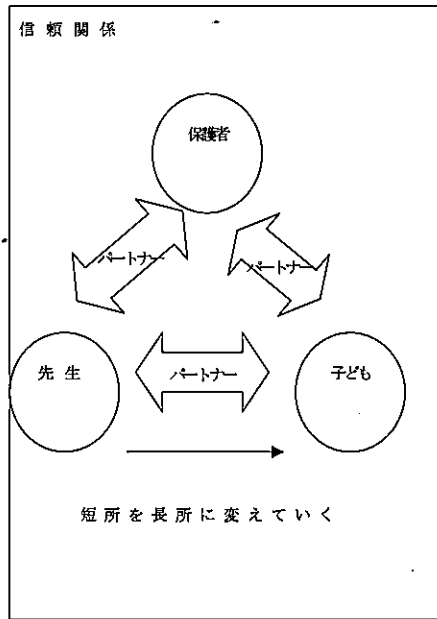 信頼関係
保護者
パートナー
パートナー
先生
パートナー
子ども
短所を長所に変えていく